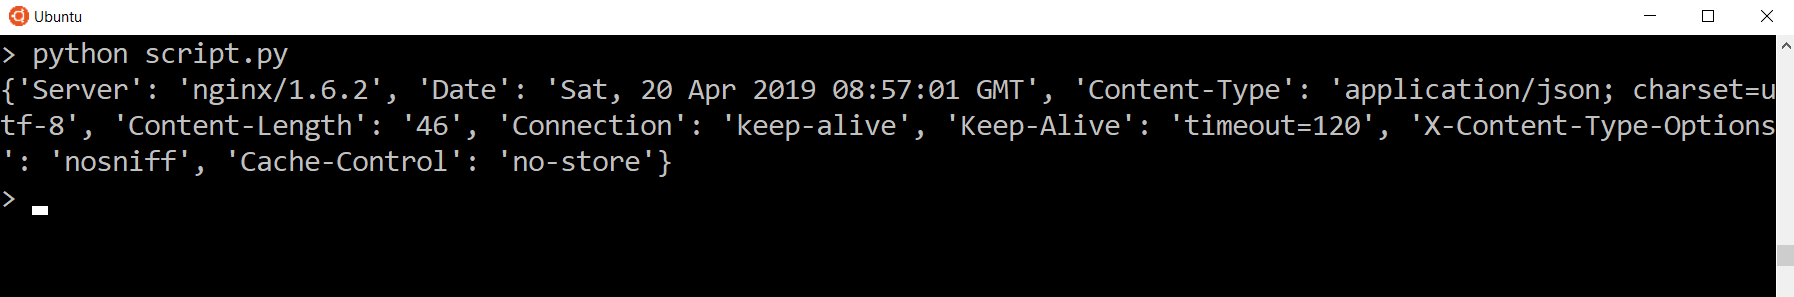 Ubuntu
> python script.py
{'Server': 'nginx/1.6.2', 'Date': 'Sat, 20 Apr 2019 08:57:01 GMT', 'Content-Type': 'application/json; charset=u
tf-8', 'Content-Length': '46', 'Connection': 'keep-alive', 'Keep-Alive': 'timeout=120', 'X-Content-Type-Options
': 'nosniff', 'Cache-Control': 'no-store'}
>